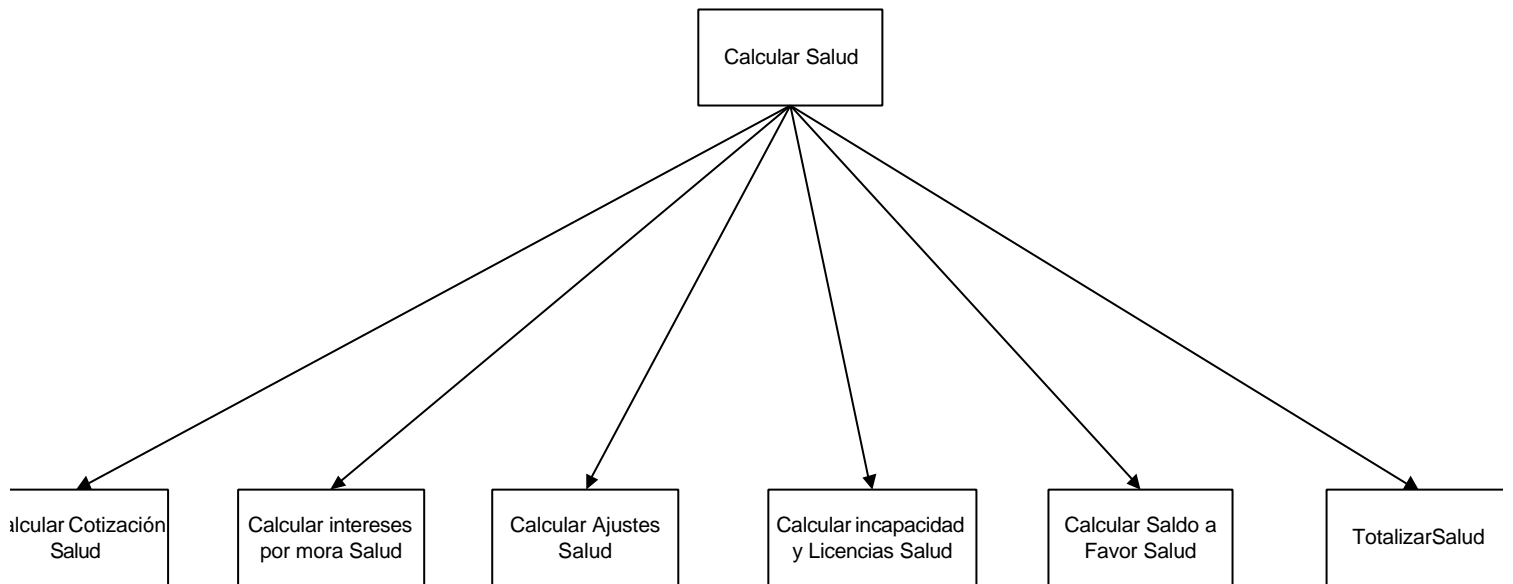 Calcular Salud
alcular Cotización
Salud
Calcular intereses
por mora Salud
Calcular Ajustes
Salud
Calcular incapacidad
y Licencias Salud
Calcular Saldo a
Favor Salud
TotalizarSalud